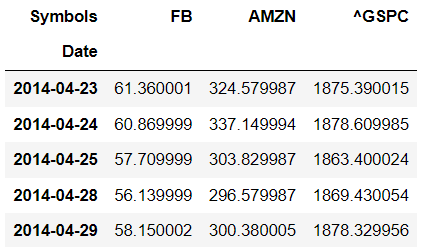 Symbols FB AMZN ^GSPC
Date
2014-04-23 61.360001 324.579987 1875.390015
2014-04-24 60.869999 337.149994 1878.609985
2014-04-25 57.709999 303.829987 1863.400024
2014-04-28 56.139999 296.579987 1869.430054
2014-04-29 58.150002 300.380005 1878.329956